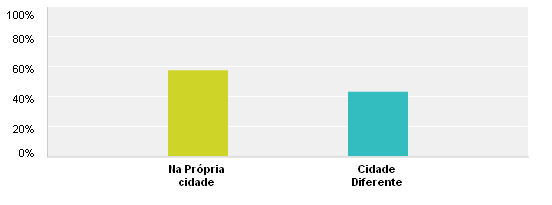 100%
80%
60%
40%
20%
0%
Na Própria
cidade
Cidade
Diferente